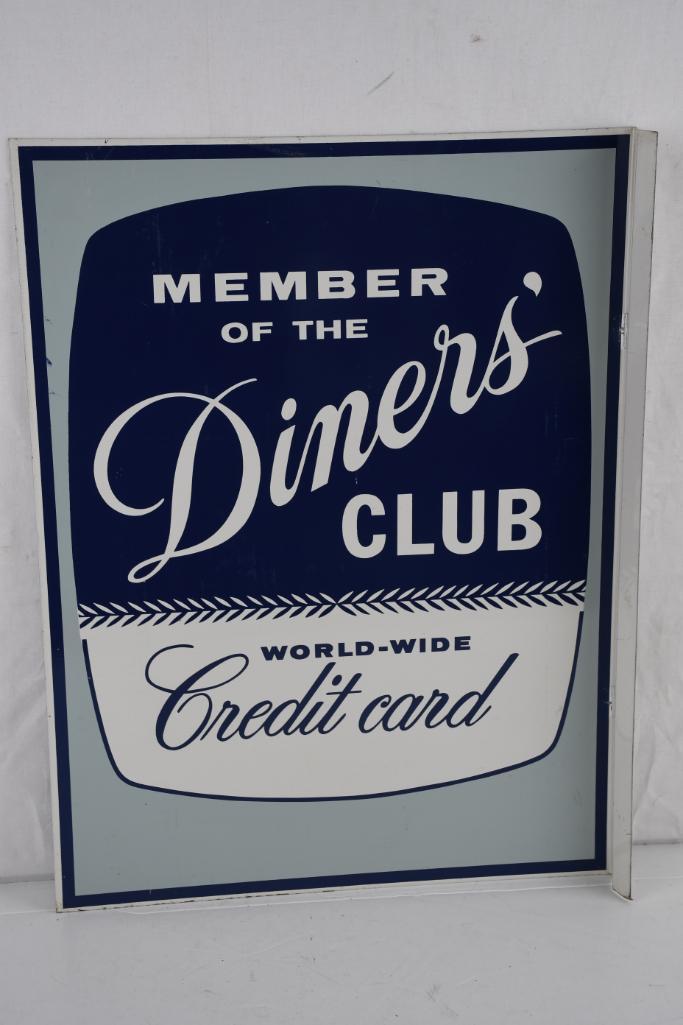 MEMBER
OF THE
Diners'
CLUB
WORLD-WIDE
Credit card